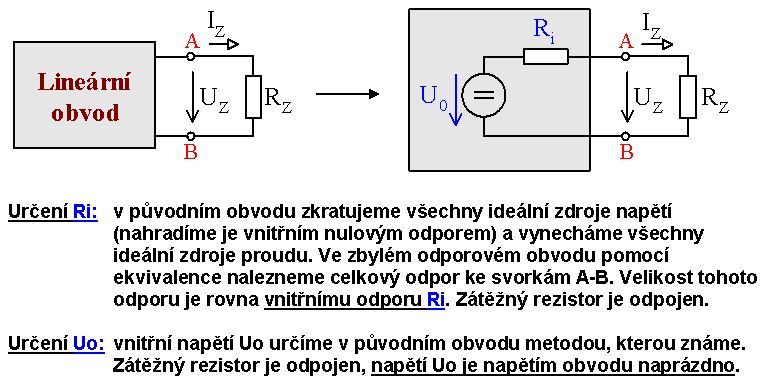 I_Z
A
Lineární
obvod
U_Z
R_Z
B
R_i
I_Z
A
U_0
U_Z
R_Z
B
Určení Ri: v původním obvodu zkratujeme všechny ideální zdroje napětí
(nahradíme je vnitřním nulovým odporem) a vynecháme všechny
ideální zdroje proudu. Ve zbylém odporovém obvodu pomocí
ekvivalence nalezneme celkový odpor ke svorkám A-B. Velikost tohoto
odporu je rovna vnitřnímu odporu Ri. Zátěžný rezistor je odpojen.
Určení Uo: vnitřní napětí Uo určíme v původním obvodu metodou, kterou známe.
Zátěžný rezistor je odpojen, napětí Uo je napětím obvodu naprázdno.